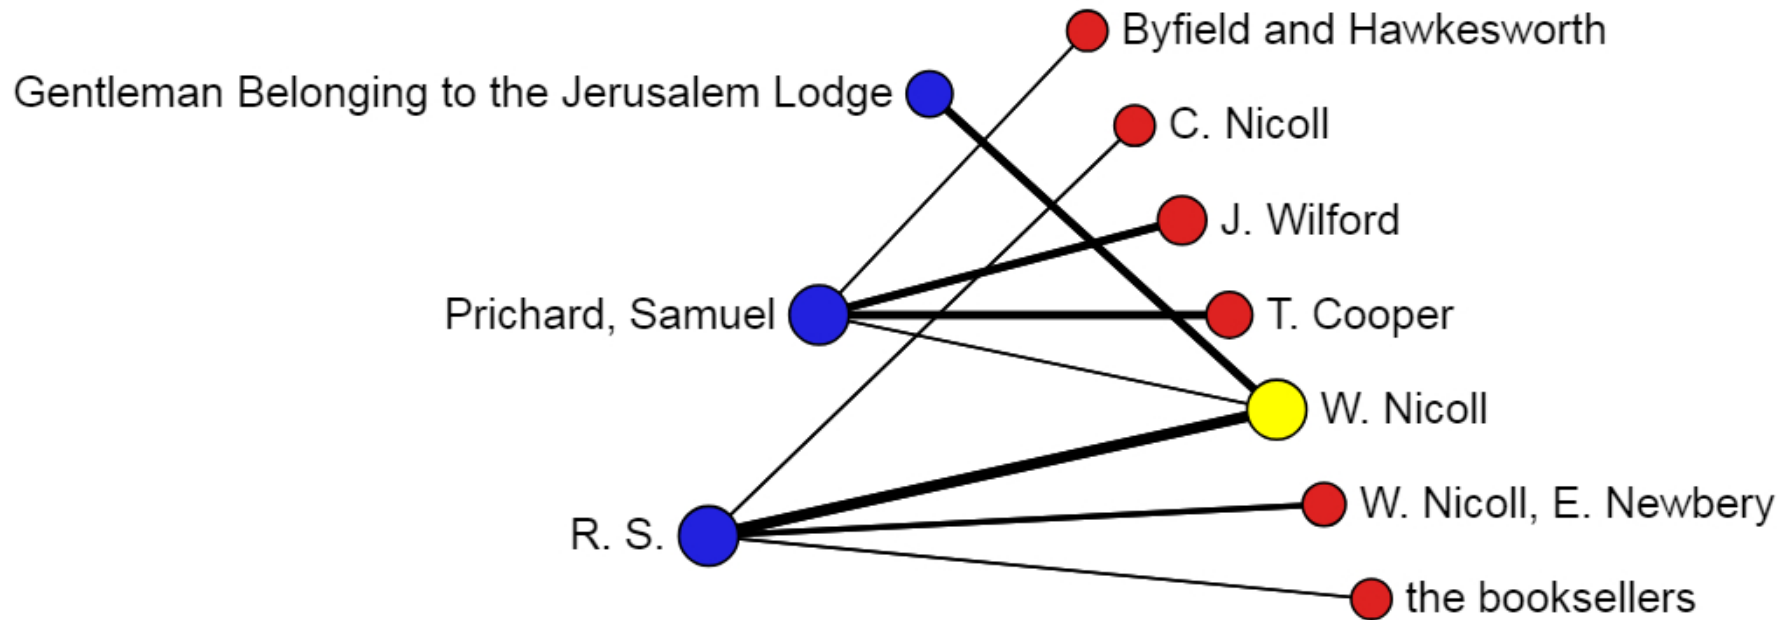 Byfield and Hawkesworth
Gentleman Belonging to the Jerusalem Lodge
C. Nicoll
J. Wilford
Prichard, Samuel
T. Cooper
W. Nicoll
W. Nicoll, E. Newbery
R. S.
the booksellers